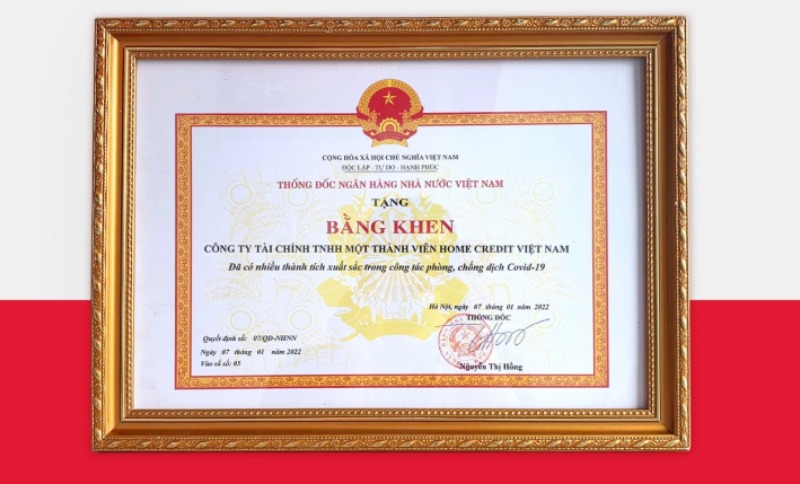 CỘNG HÒA XÃ HỘI CHỦ NGHĨA VIỆT NAM
ĐỘC LẬP - TỰ DO - HẠNH PHÚC
THỐNG ĐỐC NGÂN HÀNG NHÀ NƯỚC VIỆT NAM
TẶNG
BẰNG KHEN
CÔNG TY TÀI CHÍNH TNHH MỘT THÀNH VIÊN HOME CREDIT VIỆT NAM
Đã có nhiều thành tích xuất sắc trong công tác phòng, chống dịch Covid-19
Hà Nội, ngày 07 tháng 01 năm 2022
THỐNG ĐỐC
Quyết định số: 07/QĐ-NHNN
Ngày 07 tháng 01 năm 2022
Vào sổ số: 05
Nguyễn Thị Hồng